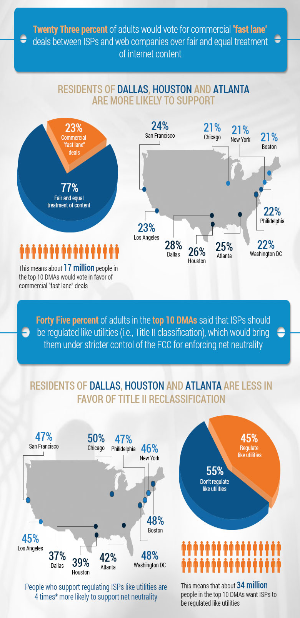 Twenty Three percent of adults would vote for commercial "fast lane"
deals between ISPs and web companies over fair and equal treatment
of internet content.
RESIDENTS OF DALLAS, HOUSTON AND ATLANTA
ARE MORE LIKELY TO SUPPORT
23%
Commercial
"fast lane"
deals
77%
Fair and equal
treatment of content
This means about 17 million people in
the top 10 DMAs would vote in favor of
commercial "fast lane" deals
24%
San Francisco
21%
Chicago
21%
New York
21%
Boston
22%
Philadelphia
23%
Los Angeles
28%
Dallas
26%
Houston
25%
Atlanta
22%
Washington DC
Forty Five percent of adults in the top 10 DMAs said that ISPs should
be regulated like utilities (i.e., Title II classification), which would bring
them under stricter control of the FCC for enforcing net neutrality
RESIDENTS OF DALLAS, HOUSTON AND ATLANTA ARE LESS IN
FAVOR OF TITLE II RECLASSIFICATION
47%
San Francisco
50%
Chicago
47%
Philadelphia
46%
New York
48%
Boston
45%
Los Angeles
37%
Dallas
39%
Houston
42%
Atlanta
48%
Washington DC
People who support regulating ISPs like utilities are
4 times* more likely to support net neutrality
45%
Regulate
like utilities
55%
Don't regulate
like utilities
This means that about 34 million
people in the top 10 DMAs want ISPs to
be regulated like utilities